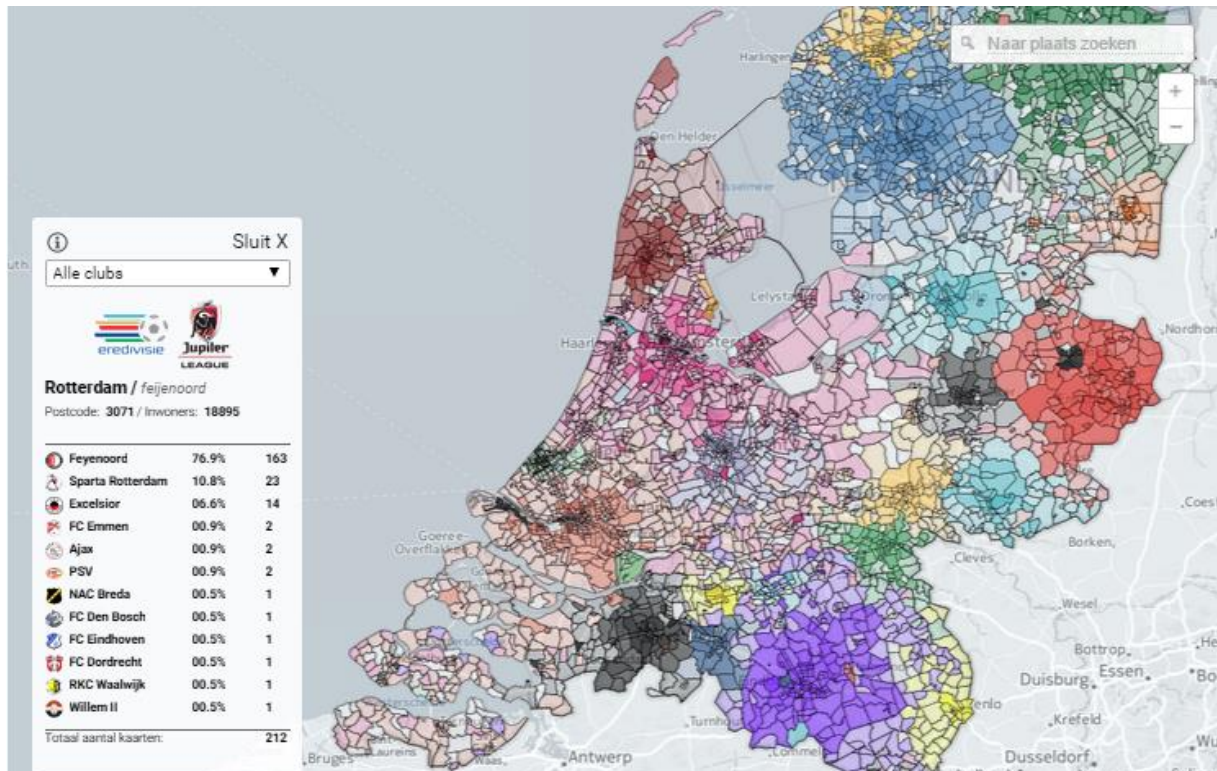 Naar plaats zoeken
+
−
Harlingen
Den Helder
IJsselmeer
Lelystad
Nordhorn
Goeree-
Overflakkee
Cleves
Borken,
Wesel
Bottrop
Essen
Duisburg
Krefeld
Dusseldorf
Turnhou
Antwerp
Bruges
Sluit X
Alle clubs
eredivisie
Jupiler
LEAGUE
Rotterdam / feijenoord
Postcode: 3071 / Inwoners: 18895
Feyenoord 76.9% 163
Sparta Rotterdam 10.8% 23
Excelsior 06.6% 14
FC Emmen 00.9% 2
Ajax 00.9% 2
PSV 00.9% 2
NAC Breda 00.5% 1
FC Den Bosch 00.5% 1
FC Eindhoven 00.5% 1
FC Dordrecht 00.5% 1
RKC Waalwijk 00.5% 1
Willem II 00.5% 1
Totaal aantal kaarten: 212